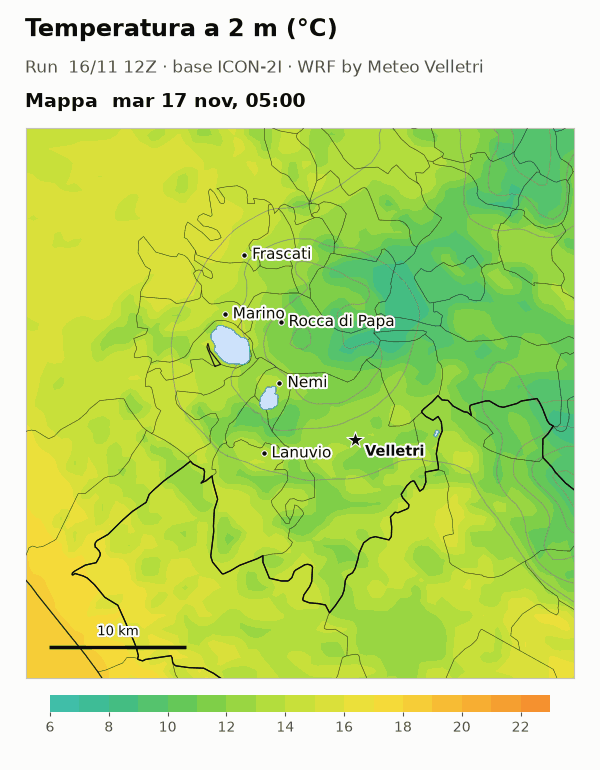 Temperatura a 2 m (°C)
Run  16/11 12Z · base ICON-2I · WRF by Meteo Velletri
Mappa  mar 17 nov, 05:00
Frascati
Marino
Rocca di Papa
Nemi
Velletri
Lanuvio
10 km
6 8 10 12 14 16 18 20 22